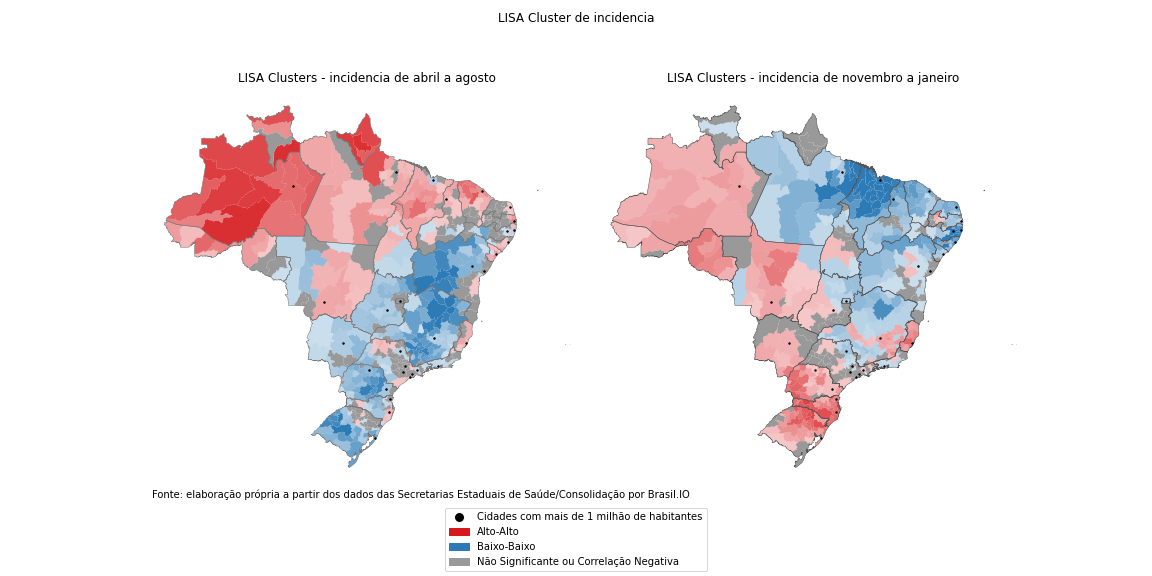 LISA Cluster de incidencia
LISA Clusters - incidencia de abril a agosto
LISA Clusters - incidencia de novembro a janeiro
Fonte: elaboração própria a partir dos dados das Secretarias Estaduais de Saúde/Consolidação por Brasil.IO
Cidades com mais de 1 milhão de habitantes
Alto-Alto
Baixo-Baixo
Não Significante ou Correlação Negativa